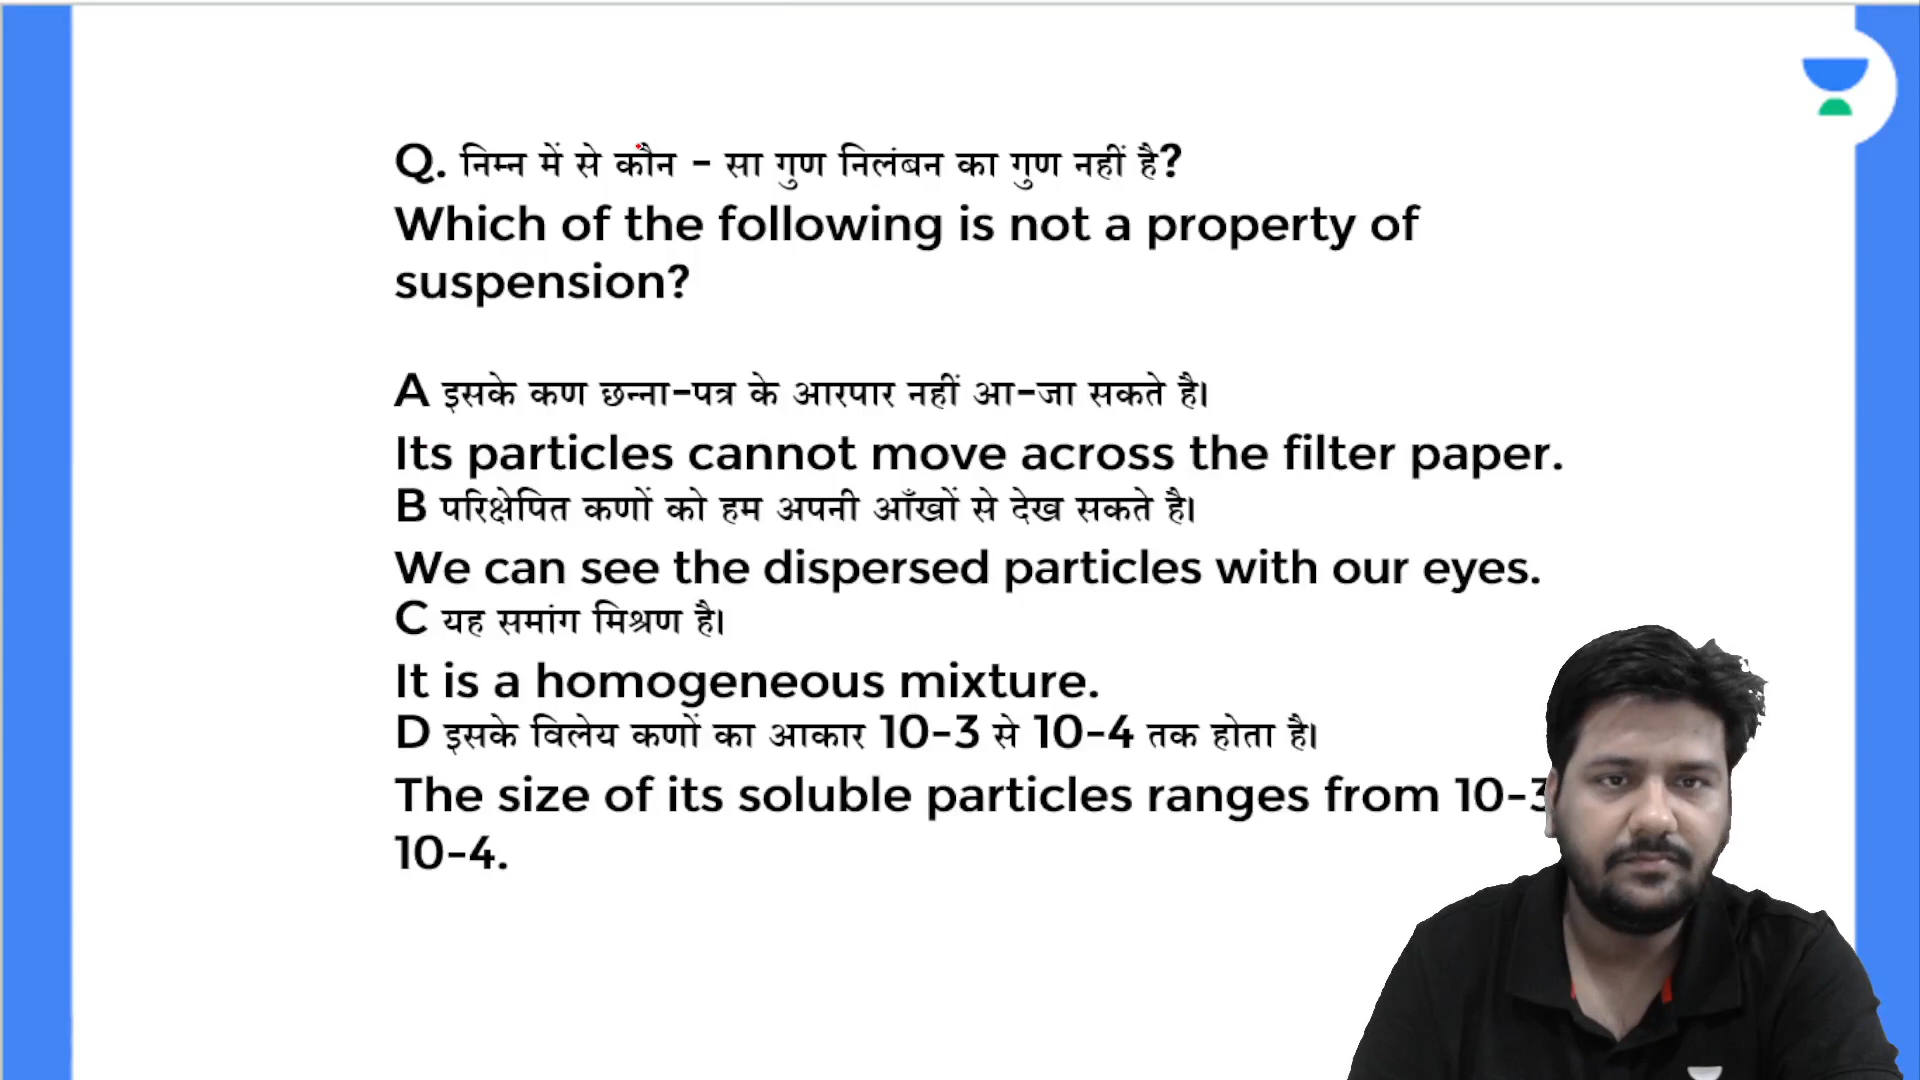 Q. निम्न में से कौन - सा गुण निलंबन का गुण नहीं है?
Which of the following is not a property of
suspension?
A इसके कण छन्ना-पत्र के आरपार नहीं आ-जा सकते है।
Its particles cannot move across the filter paper.
B परिक्षेपित कणों को हम अपनी आँखों से देख सकते है।
We can see the dispersed particles with our eyes.
C यह समांग मिश्रण है।
It is a homogeneous mixture.
D इसके विलेय कणों का आकार 10-3 से 10-4 तक होता है।
The size of its soluble particles ranges from 10-3
10-4.